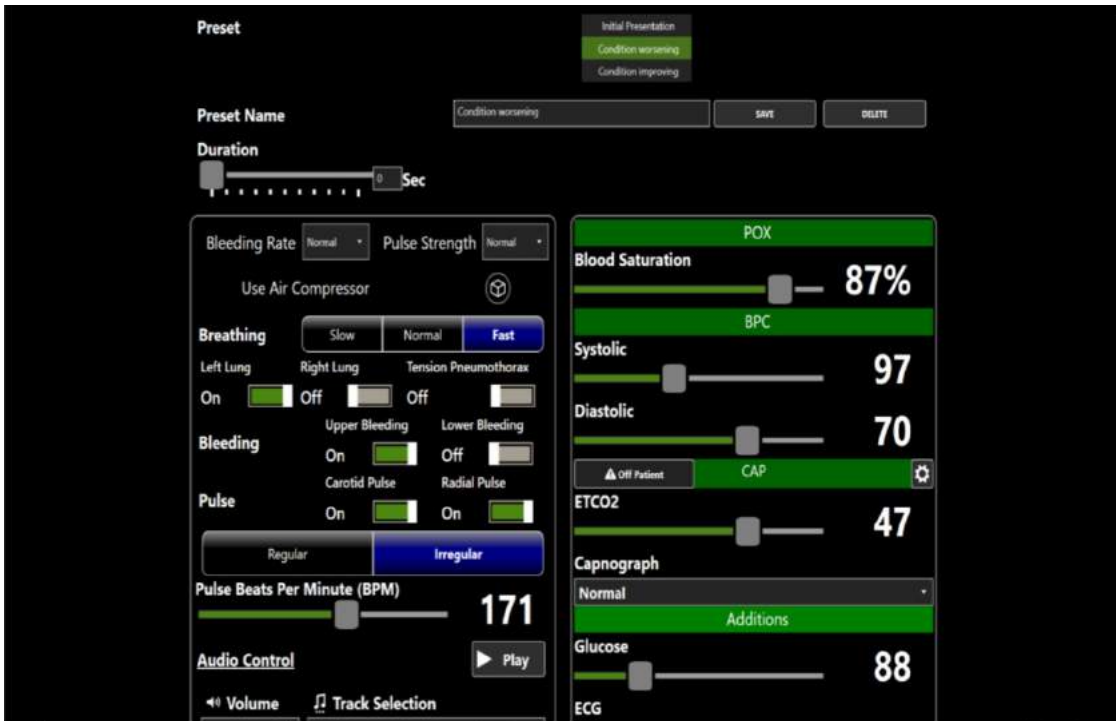 Preset
Initial Presentation
Condition worsening
Condition improving
Preset Name
Condition worsening
SAVE
DELETE
Duration
0 Sec
Bleeding Rate Normal Pulse Strength Normal
Use Air Compressor
Breathing Slow Normal Fast
Left Lung Right Lung Tension Pneumothorax
On Off Off
Upper Bleeding Lower Bleeding
Bleeding
On Off
Carotid Pulse Radial Pulse
Pulse
On On
Regular Irregular
Pulse Beats Per Minute (BPM)
171
Audio Control
Play
Volume Track Selection
POX
Blood Saturation
87%
BPC
Systolic
97
Diastolic
70
Off Patient CAP
ETCO2
47
Capnograph
Normal
Additions
Glucose
88
ECG